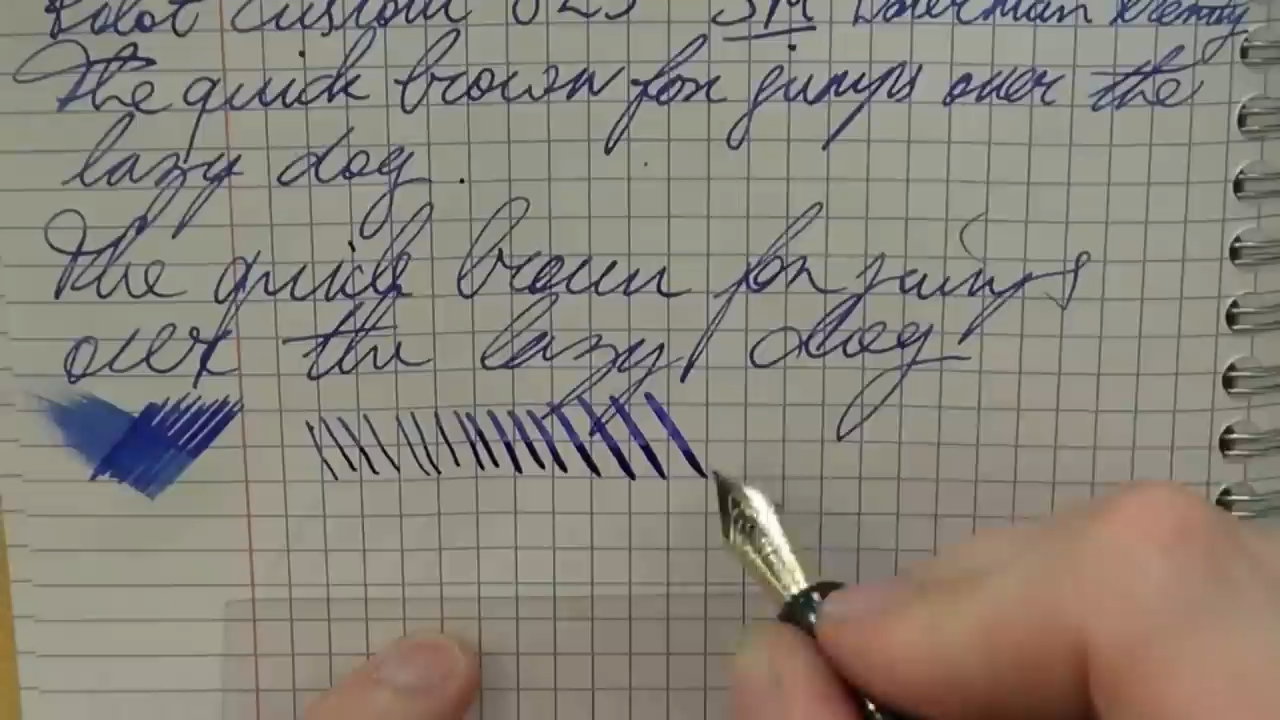 Pilot Custom 823 SM
The quick brown fox jumps over the
lazy dog.
The quick brown fox jumps
over the lazy dog